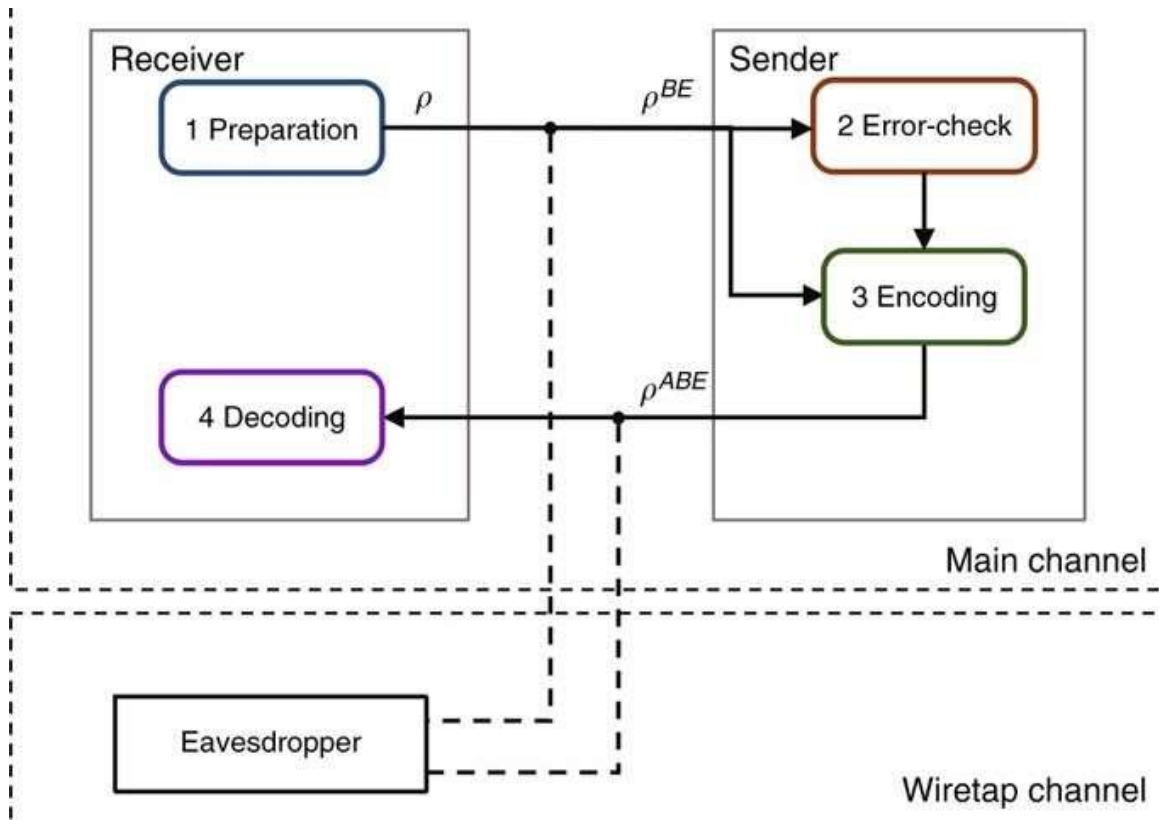 Receiver
Sender
1 Preparation
ρ
ρ^{BE}
2 Error-check
3 Encoding
4 Decoding
ρ^{ABE}
Main channel
Eavesdropper
Wiretap channel